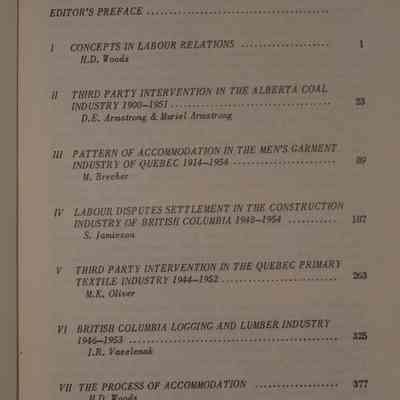 EDITOR'S PREFACE ........................................
I CONCEPTS IN LABOUR RELATIONS .................... 1
H.D. Woods
II THIRD PARTY INTERVENTION IN THE ALBERTA COAL
INDUSTRY 1900—1951 .................................. 23
D.E. Armstrong & Muriel Armstrong
III PATTERN OF ACCOMMODATION IN THE MEN'S GARMENT
INDUSTRY OF QUEBEC 1914—1954 ....................... 89
M. Brecher
IV LABOUR DISPUTES SETTLEMENT IN THE CONSTRUCTION
INDUSTRY OF BRITISH COLUMBIA 1948—1954 ........... 187
S. Jamieson
V THIRD PARTY INTERVENTION IN THE QUEBEC PRIMARY
TEXTILE INDUSTRY 1944—1952 ......................... 263
M.K. Oliver
VI BRITISH COLUMBIA LOGGING AND LUMBER INDUSTRY
1946—1953 ............................................. 325
VII THE PROCESS OF ACCOMMODATION .................. 377
H.D. Woods